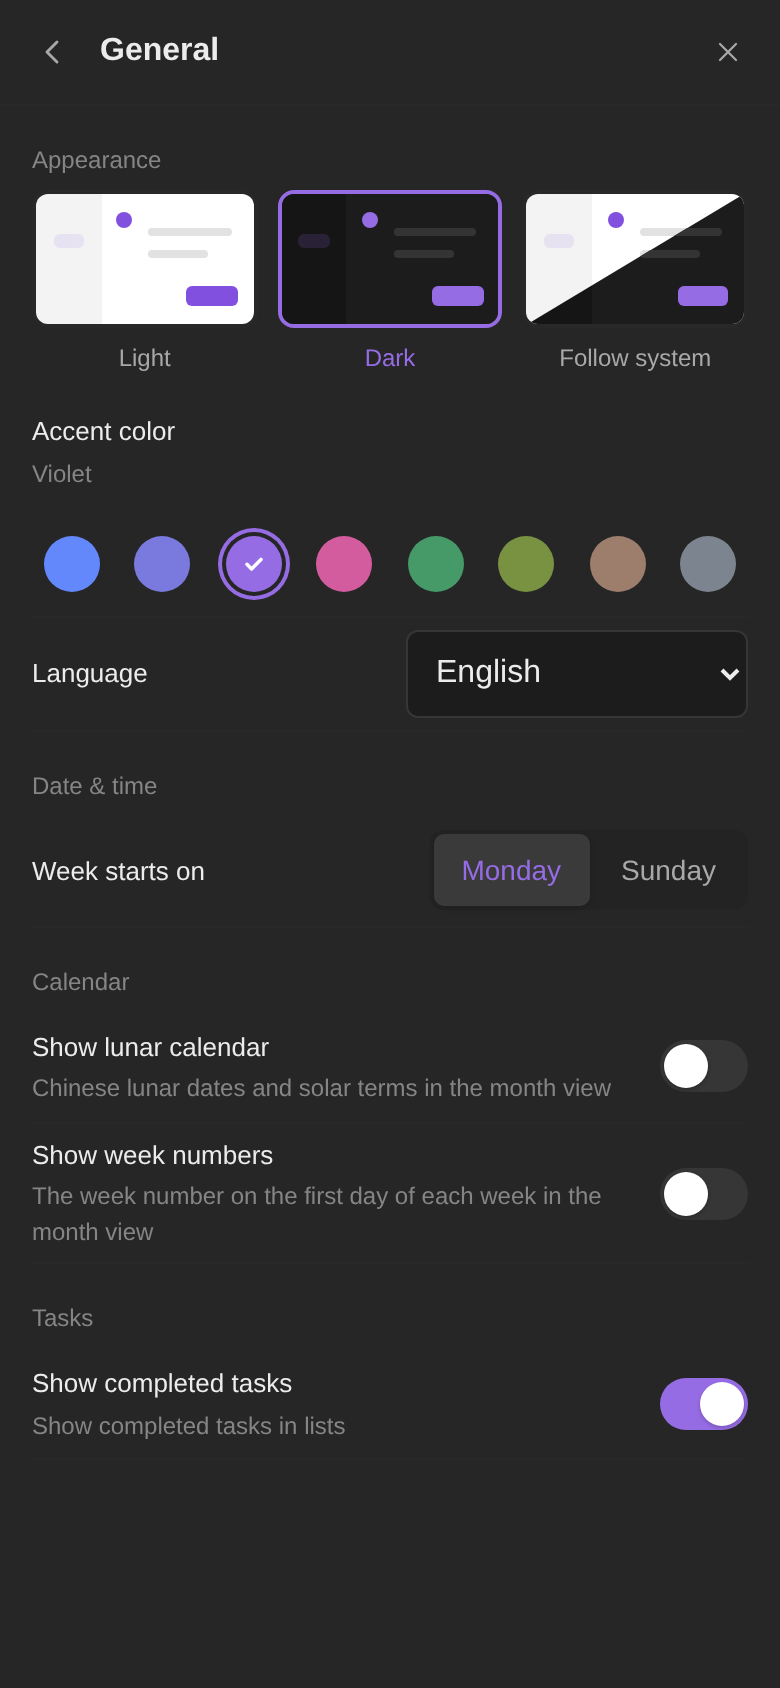 General
Appearance
Light
Dark
Follow system
Accent color
Violet
Language
English
Date & time
Week starts on
Monday
Sunday
Calendar
Show lunar calendar
Chinese lunar dates and solar terms in the month view
Show week numbers
The week number on the first day of each week in the
month view
Tasks
Show completed tasks
Show completed tasks in lists